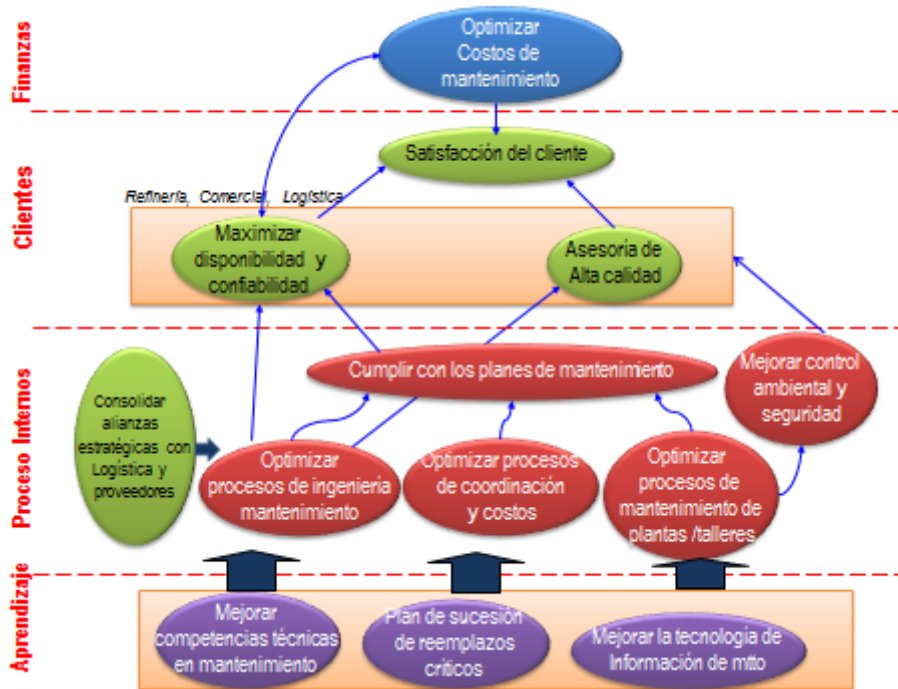 Finanzas
Optimizar
Costos de
mantenimiento
Clientes
Satisfacción del cliente
Refinería, Comercial, Logística
Maximizar
disponibilidad y
confiabilidad
Asesoría de
Alta calidad
Proceso Internos
Cumplir con los planes de mantenimiento
Mejorar control
ambiental y
seguridad
Consolidar
alianzas
estratégicas con
Logística y
proveedores
Optimizar
procesos de ingeniería
mantenimiento
Optimizar procesos
de coordinación
y costos
Optimizar
procesos de
mantenimiento de
plantas /talleres
Aprendizaje
Mejorar
competencias técnicas
en mantenimiento
Plan de sucesión
de reemplazos
críticos
Mejorar la tecnología de
Información de mtto